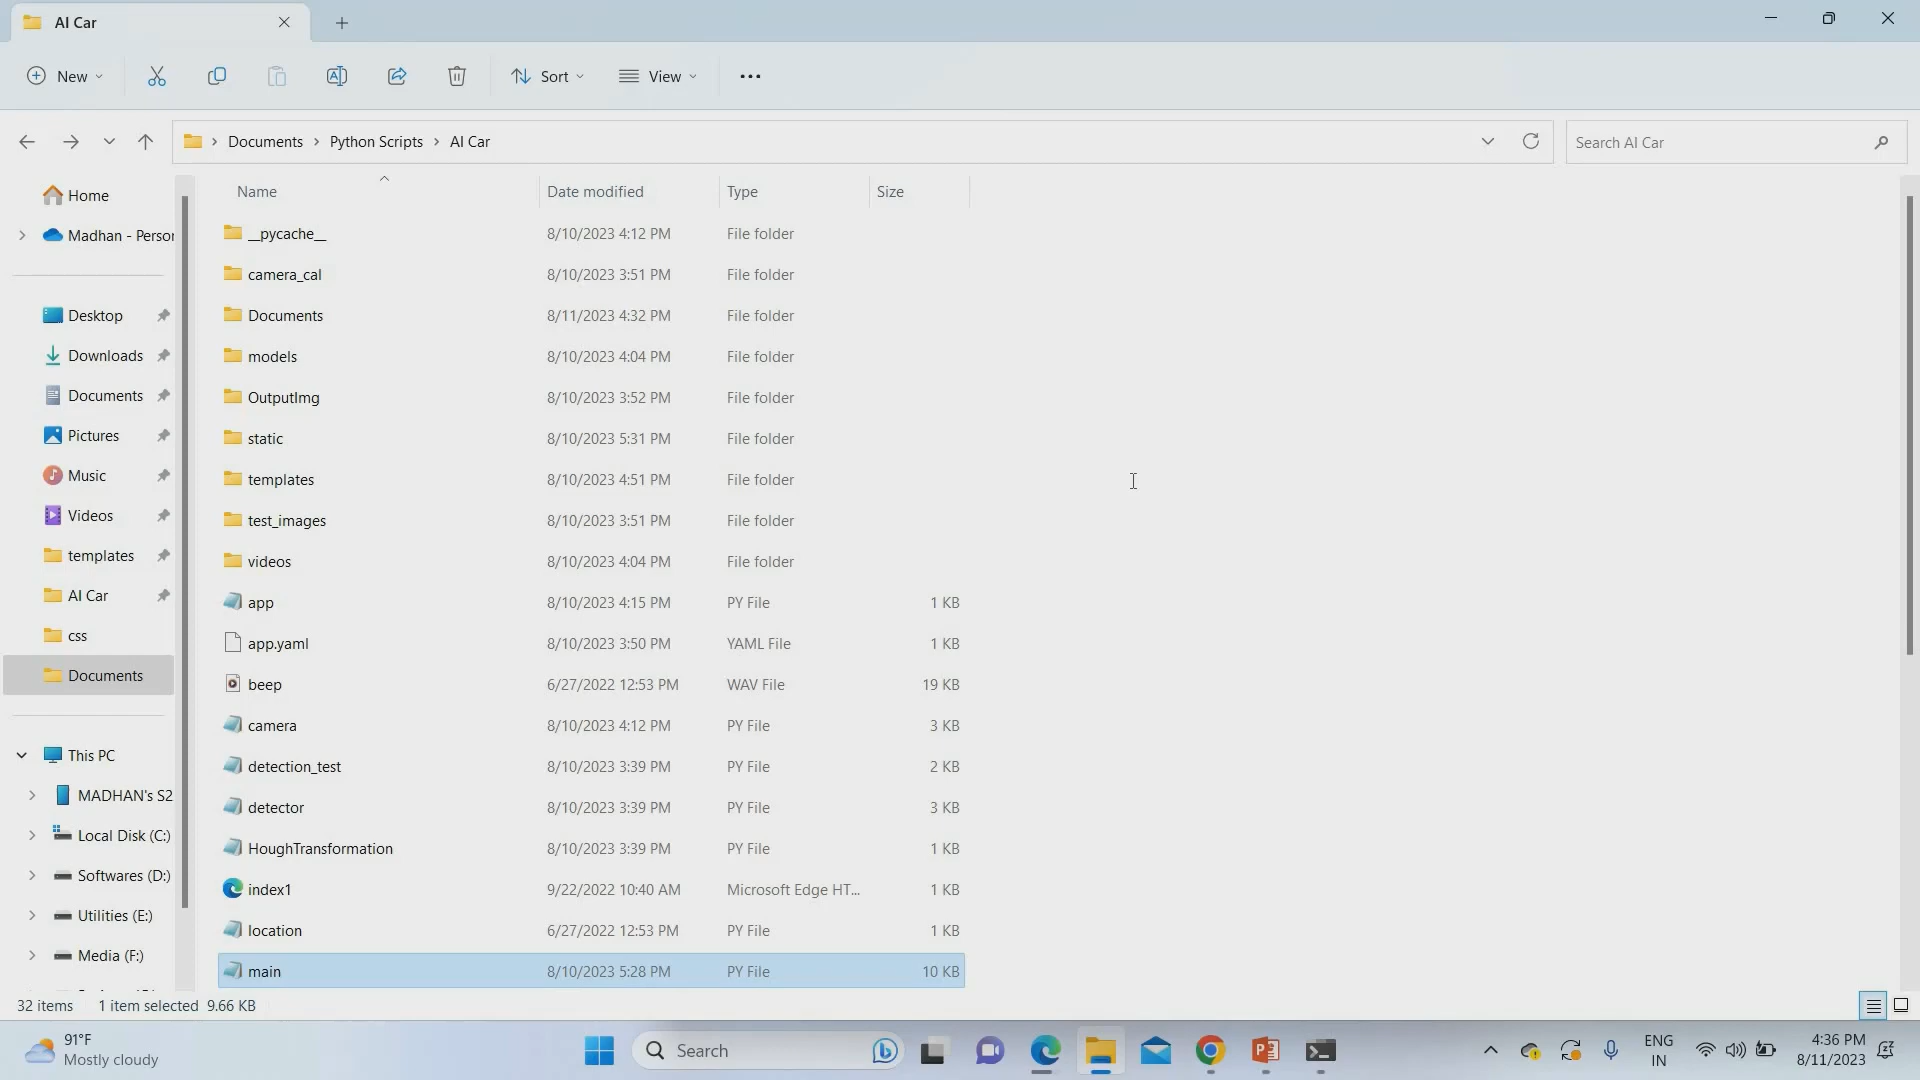 AI Car
New
Sort
View
Documents
Python Scripts
AI Car
Search AI Car
Home
Madhan - Person
Desktop
Downloads
Documents
Pictures
Music
Videos
templates
AI Car
css
Documents
This PC
MADHAN's S2
Local Disk (C:)
Softwares (D:)
Utilities (E:)
Media (F:)
Name Date modified Type Size
__pycache__ 8/10/2023 4:12 PM File folder
camera_cal 8/10/2023 3:51 PM File folder
Documents 8/11/2023 4:32 PM File folder
models 8/10/2023 4:04 PM File folder
OutputImg 8/10/2023 3:52 PM File folder
static 8/10/2023 5:31 PM File folder
templates 8/10/2023 4:51 PM File folder
test_images 8/10/2023 3:51 PM File folder
videos 8/10/2023 4:04 PM File folder
app 8/10/2023 4:15 PM PY File 1 KB
app.yaml 8/10/2023 3:50 PM YAML File 1 KB
beep 6/27/2022 12:53 PM WAV File 19 KB
camera 8/10/2023 4:12 PM PY File 3 KB
detection_test 8/10/2023 3:39 PM PY File 2 KB
detector 8/10/2023 3:39 PM PY File 3 KB
HoughTransformation 8/10/2023 3:39 PM PY File 1 KB
index1 9/22/2022 10:40 AM Microsoft Edge HT... 1 KB
location 6/27/2022 12:53 PM PY File 1 KB
main 8/10/2023 5:28 PM PY File 10 KB
32 items 1 item selected 9.66 KB
91°F
Mostly cloudy
Search
ENG
IN
4:36 PM
8/11/2023